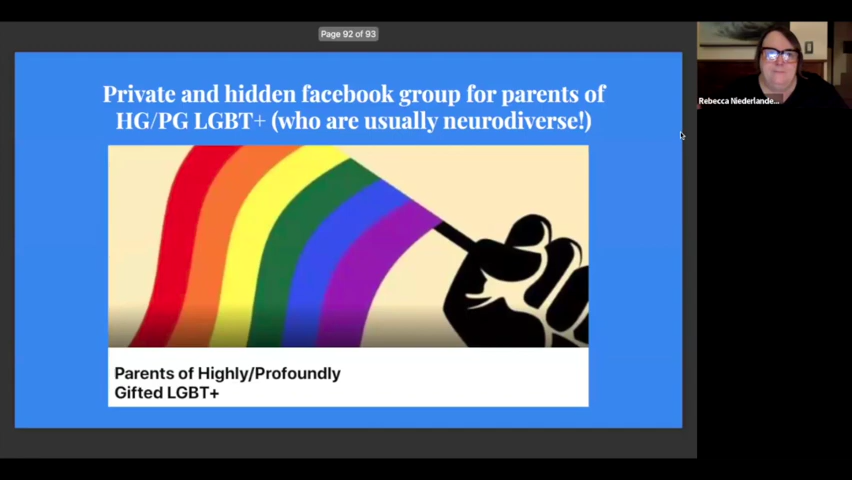 Page 92 of 93
Private and hidden facebook group for parents of
HG/PG LGBT+ (who are usually neurodiverse!)
Rebecca Niederlande...
Parents of Highly/Profoundly
Gifted LGBT+